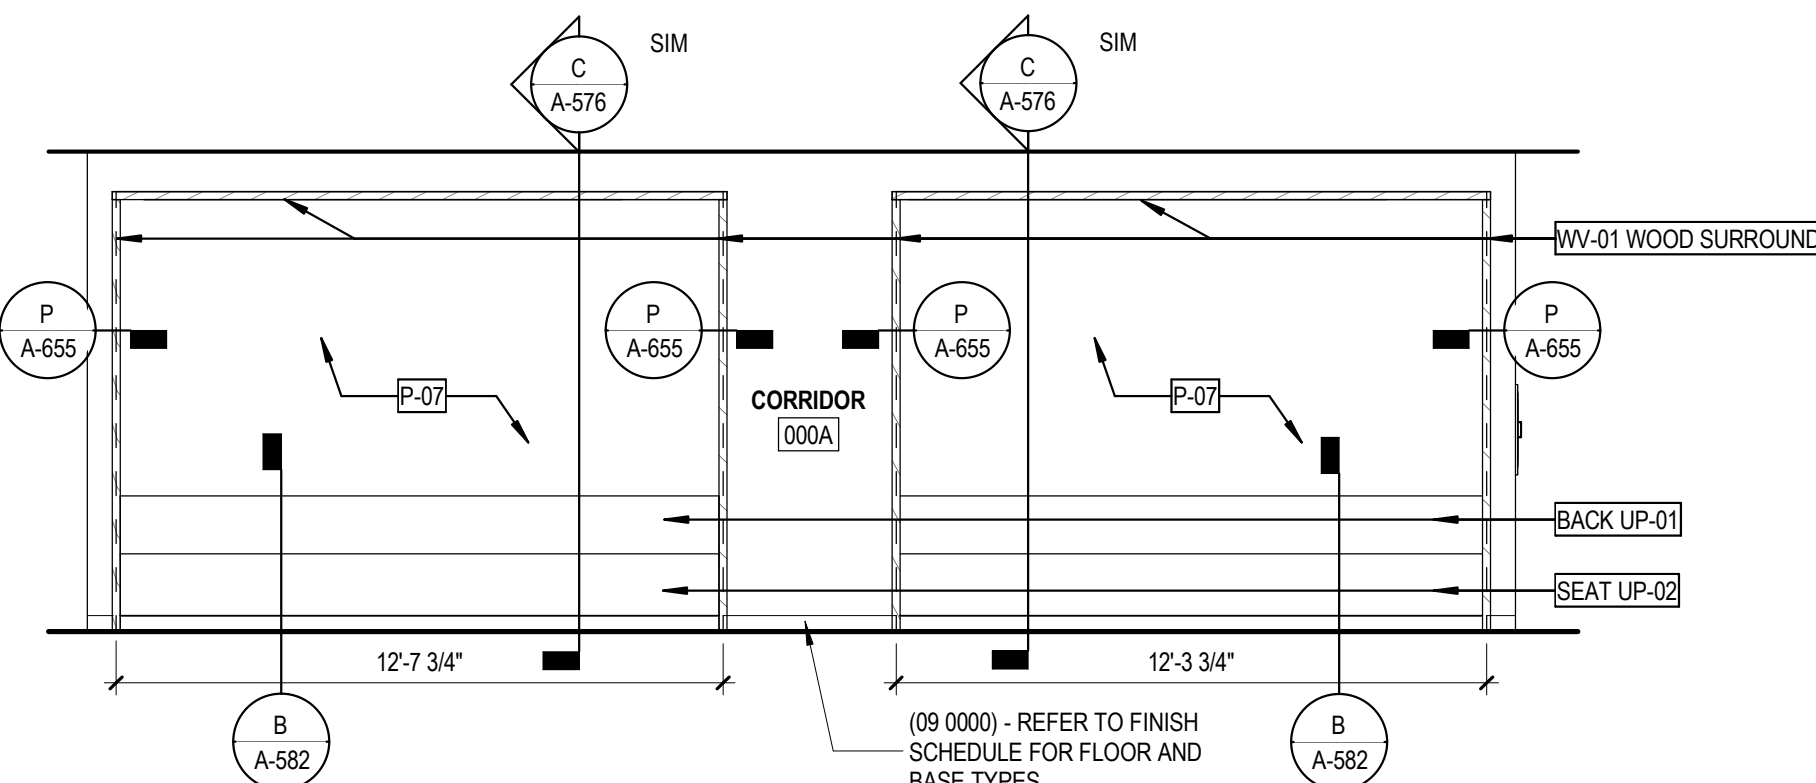 SIM
SIM
C
A-576
C
A-576
WV-01 WOOD SURROUND
P
A-655
P
A-655
P
A-655
P
A-655
P-07
P-07
CORRIDOR
000A
BACK UP-01
SEAT UP-02
12'-7 3/4"
12'-3 3/4"
B
A-582
(09 0000) - REFER TO FINISH
SCHEDULE FOR FLOOR AND
BASE TYPES
B
A-582